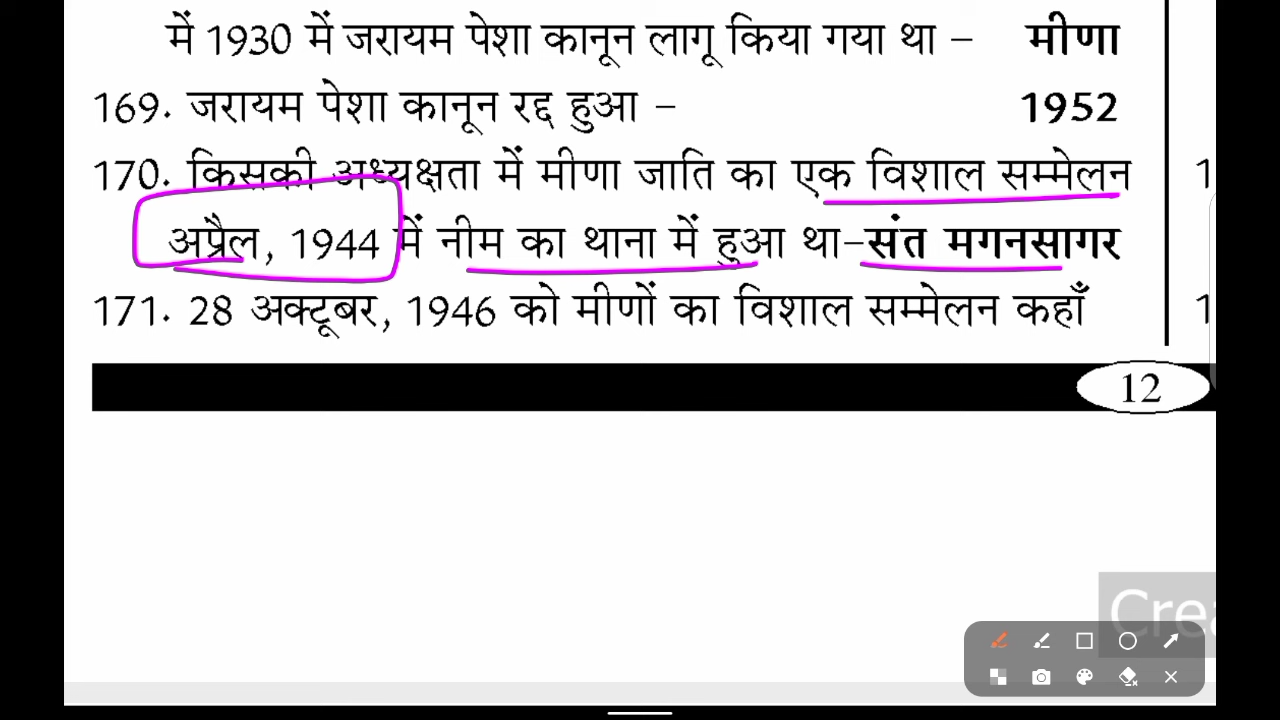 में 1930 में जरायम पेशा कानून लागू किया गया था – मीणा
169. जरायम पेशा कानून रद्द हुआ – 1952
170. किसकी अध्यक्षता में मीणा जाति का एक विशाल सम्मेलन
अप्रैल, 1944 में नीम का थाना में हुआ था–संत मगनसागर
171. 28 अक्टूबर, 1946 को मीणों का विशाल सम्मेलन कहाँ
12